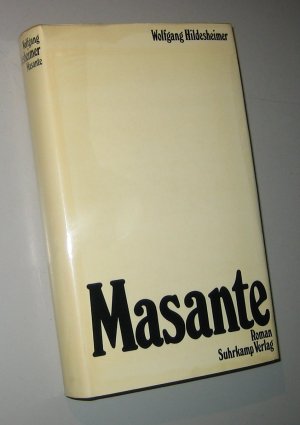 Wolfgang
Hildesheimer
Masante
Wolfgang Hildesheimer
Masante
Roman
Suhrkamp Verlag